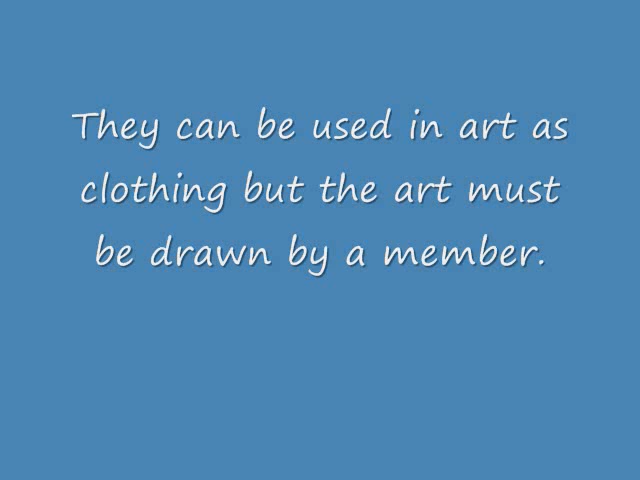 They can be used in art as
clothing but the art must
be drawn by a member.